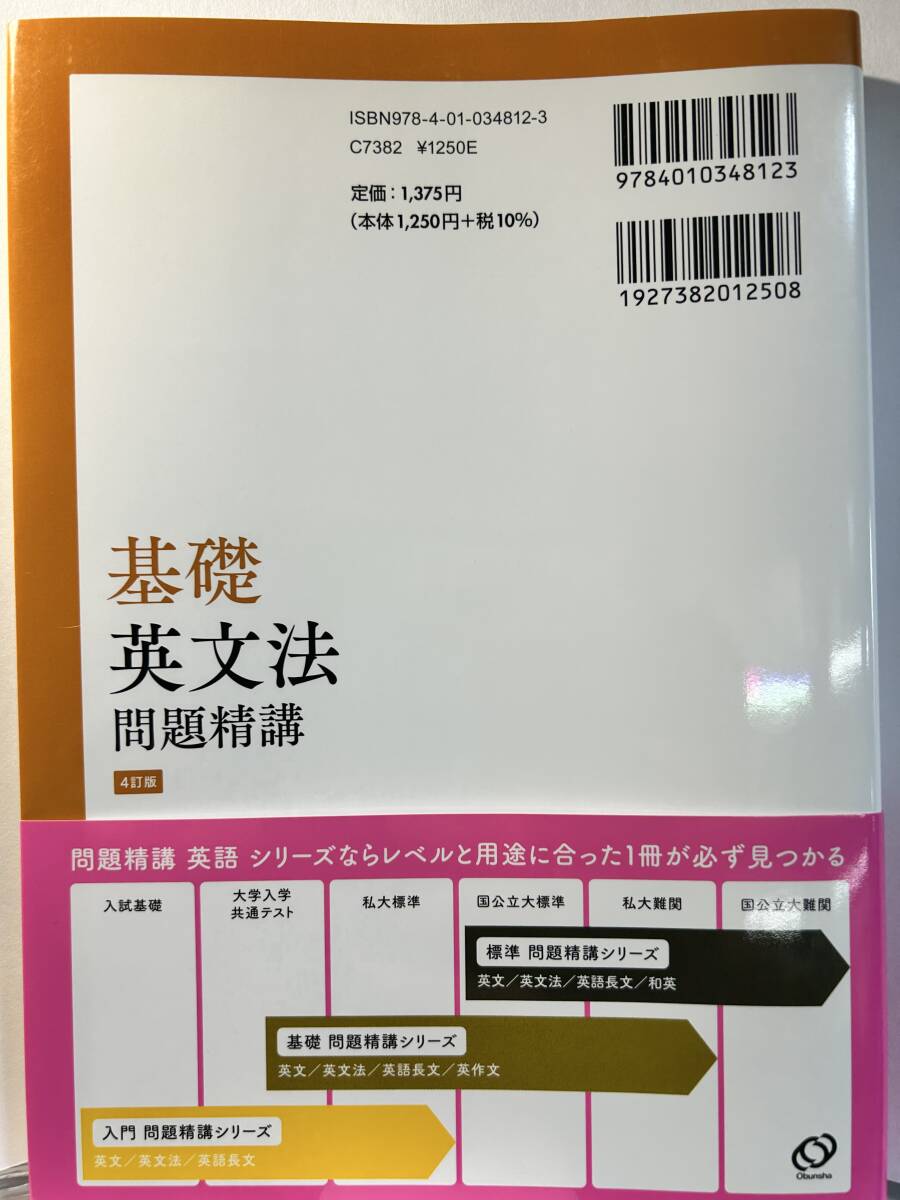 ISBN978-4-01-034812-3
C7382 ¥1250E
定価：1,375円
（本体1,250円＋税10%）
9784010348123
1927382012508
基礎
英文法
問題精講
4訂版
問題精講 英語 シリーズならレベルと用途に合った1冊が必ず見つかる
入試基礎
大学入学
共通テスト
私大標準
国公立大標準
私大難関
国公立大難関
標準 問題精講シリーズ
英文／英文法／英語長文／和英
基礎 問題精講シリーズ
英文／英文法／英語長文／英作文
入門 問題精講シリーズ
英文／英文法／英語長文
Obunsha